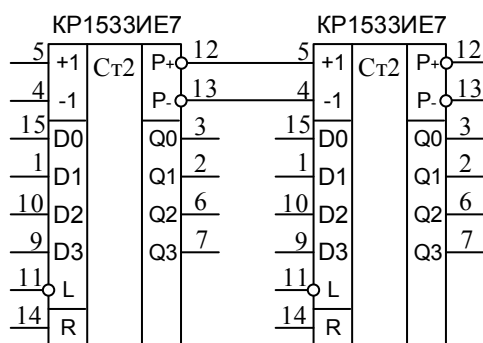 КР1533ИЕ7 КР1533ИЕ7
5 +1 Ст2 P+ 12 5 +1 Ст2 P+ 12
4 -1 P- 13 4 -1 P- 13
15 D0 Q0 3 15 D0 Q0 3
1 D1 Q1 2 1 D1 Q1 2
10 D2 Q2 6 10 D2 Q2 6
9 D3 Q3 7 9 D3 Q3 7
11 L 11 L
14 R 14 R